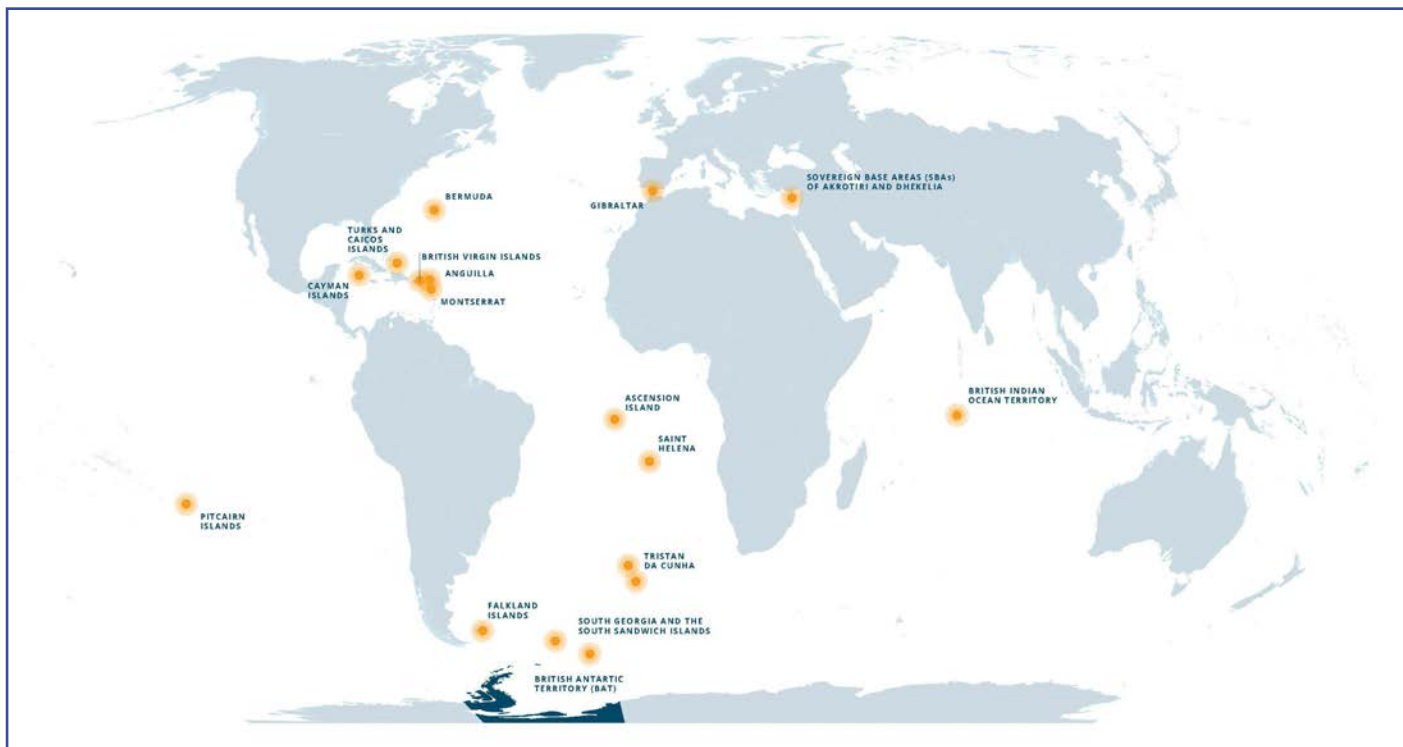 BERMUDA
GIBRALTAR
SOVEREIGN BASE AREAS (SBAs)
OF AKROTIRI AND DHEKELIA
TURKS AND
CAICOS
ISLANDS
BRITISH VIRGIN ISLANDS
ANGUILLA
CAYMAN
ISLANDS
MONTSERRAT
ASCENSION
ISLAND
BRITISH INDIAN
OCEAN TERRITORY
SAINT
HELENA
PITCAIRN
ISLANDS
TRISTAN
DA CUNHA
FALKLAND
ISLANDS
SOUTH GEORGIA AND THE
SOUTH SANDWICH ISLANDS
BRITISH ANTARTIC
TERRITORY (BAT)